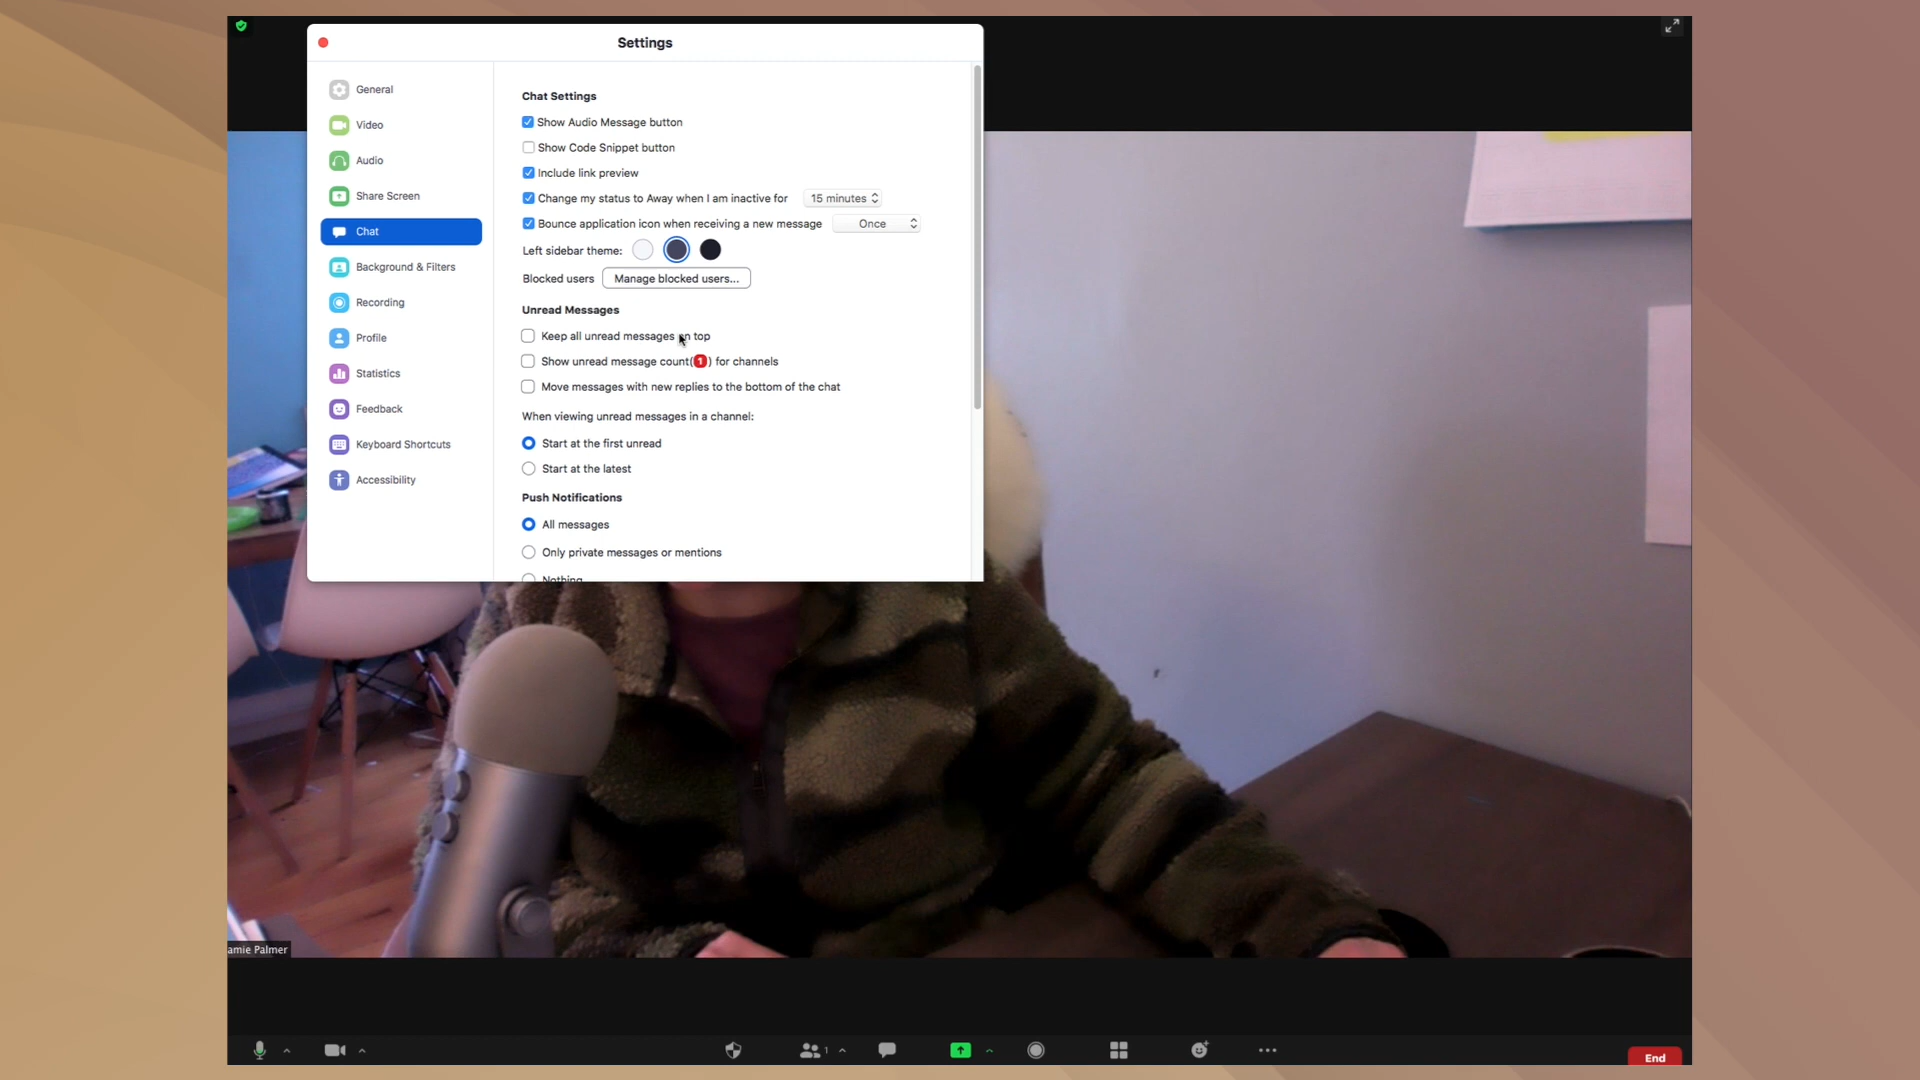 Settings
General
Video
Audio
Share Screen
Chat
Background & Filters
Recording
Profile
Statistics
Feedback
Keyboard Shortcuts
Accessibility
Chat Settings
Show Audio Message button
Show Code Snippet button
Include link preview
Change my status to Away when I am inactive for 15 minutes
Bounce application icon when receiving a new message Once
Left sidebar theme:
Blocked users Manage blocked users...
Unread Messages
Keep all unread messages on top
Show unread message count(1) for channels
Move messages with new replies to the bottom of the chat
When viewing unread messages in a channel:
Start at the first unread
Start at the latest
Push Notifications
All messages
Only private messages or mentions
Nothing
amie Palmer
1
End